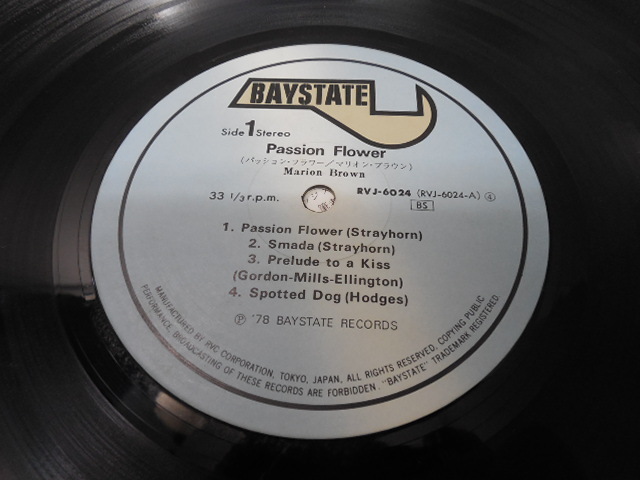 BAYSTATE
Side 1 Stereo
Passion Flower
(パッション・フラワー/マリオン・ブラウン)
Marion Brown
33 1/3 r.p.m.
RVJ-6024 (RVJ-6024-A) ④
BS
1. Passion Flower (Strayhorn)
2. Smada (Strayhorn)
3. Prelude to a Kiss
(Gordon-Mills-Ellington)
4. Spotted Dog (Hodges)
Ⓟ '78 BAYSTATE RECORDS
MANUFACTURED BY RVC CORPORATION, TOKYO, JAPAN, ALL RIGHTS RESERVED, COPYING PUBLIC
PERFORMANCE, BROADCASTING OF THESE RECORDS ARE FORBIDDEN. "BAYSTATE" TRADEMARK REGISTERED